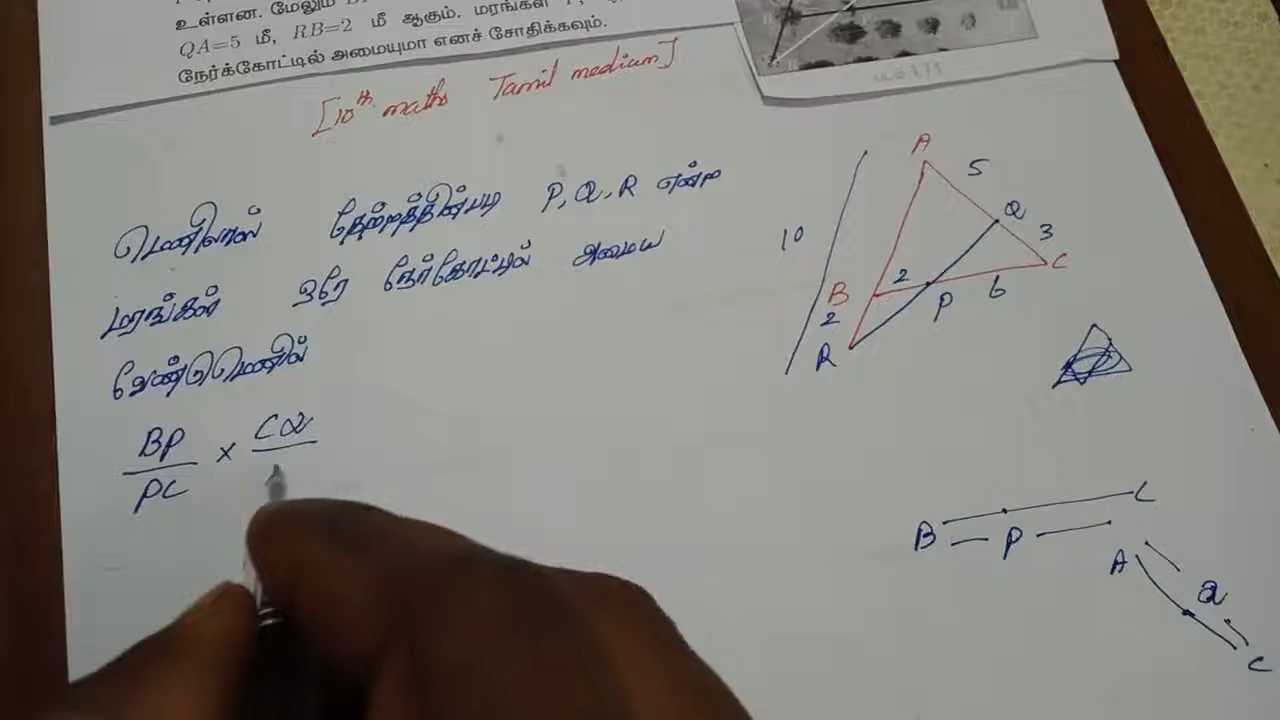 உள்ளன. மேலும்
QA=5 மீ, RB=2 மீ ஆகும். மரங்கள்
நேர்க்கோட்டில் அமையுமா எனச் சோதிக்கவும்.
[10th maths Tamil medium]
மெனிலாஸ் தேற்றத்தின்படி P, Q, R என்ற
மரங்கள் ஒரே நேர்கோட்டில் அமைய
வேண்டுமெனில்
BP/PC × CQ
A
5
Q
10
3
C
B 2
P 6
2
R
C
B P
A
Q
C